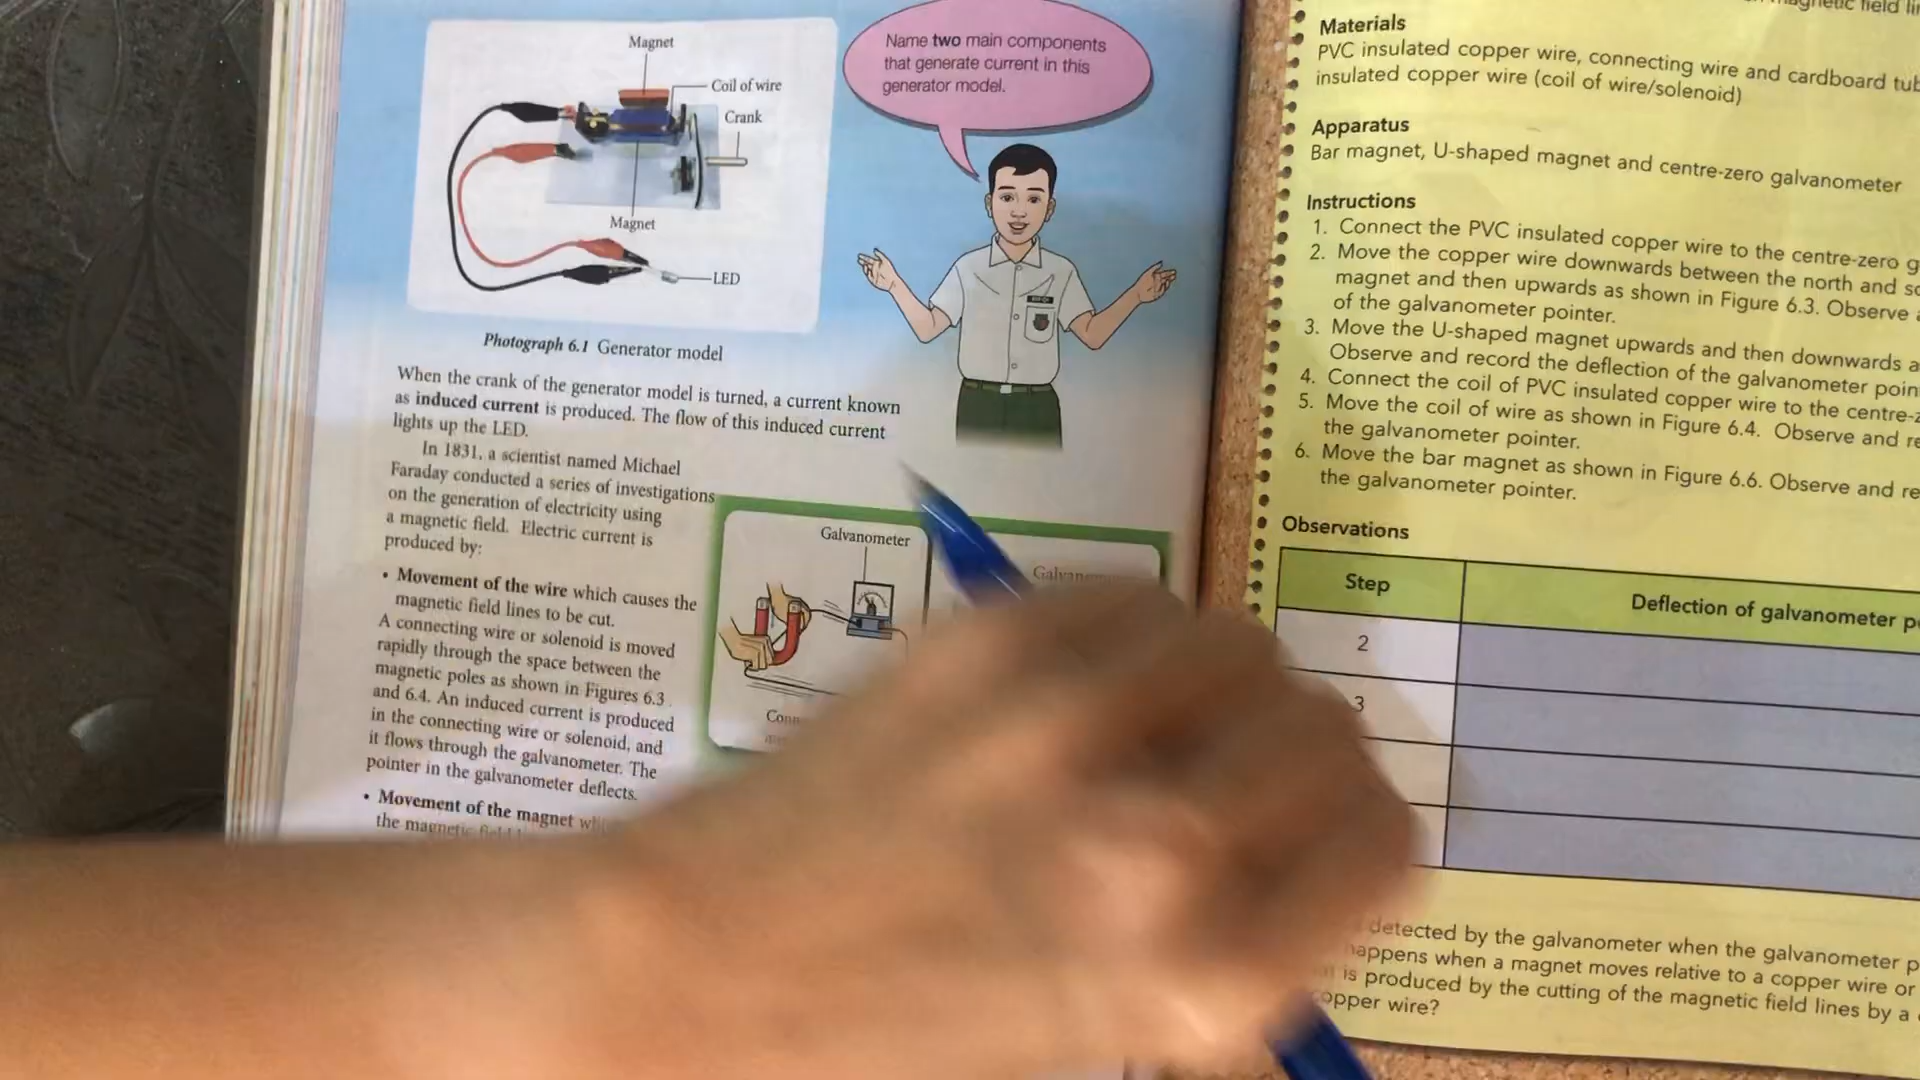 Magnet
Coil of wire
Crank
Magnet
LED
Name two main components
that generate current in this
generator model.
Photograph 6.1 Generator model
When the crank of the generator model is turned, a current known
as induced current is produced. The flow of this induced current
lights up the LED.
In 1831, a scientist named Michael
Faraday conducted a series of investigations
on the generation of electricity using
a magnetic field. Electric current is
produced by:
• Movement of the wire which causes the
magnetic field lines to be cut.
A connecting wire or solenoid is moved
rapidly through the space between the
magnetic poles as shown in Figures 6.3
and 6.4. An induced current is produced
in the connecting wire or solenoid, and
it flows through the galvanometer. The
pointer in the galvanometer deflects.
• Movement of the magnet
the magnetic
Galvanometer
magnetic field
Materials
PVC insulated copper wire, connecting wire and cardboard
insulated copper wire (coil of wire/solenoid)
Apparatus
Bar magnet, U-shaped magnet and centre-zero galvanometer
Instructions
1. Connect the PVC insulated copper wire to the centre-zero
2. Move the copper wire downwards between the north and
magnet and then upwards as shown in Figure 6.3. Observe
of the galvanometer pointer.
3. Move the U-shaped magnet upwards and then downwards
Observe and record the deflection of the galvanometer
4. Connect the coil of PVC insulated copper wire to the
5. Move the coil of wire as shown in Figure 6.4. Observe and
the galvanometer pointer.
6. Move the bar magnet as shown in Figure 6.6. Observe and
the galvanometer pointer.
Observations
Step
Deflection of galvanometer
2
3
detected by the galvanometer when the galvanometer
happens when a magnet moves relative to a copper wire or
is produced by the cutting of the magnetic field lines by a
copper wire?